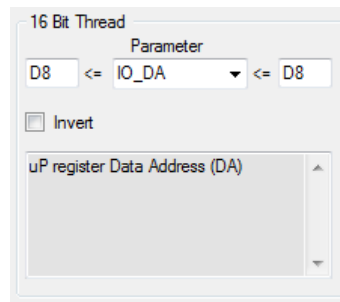 16 Bit Thread
Parameter
D8 <= IO_DA <= D8
Invert
uP register Data Address (DA)